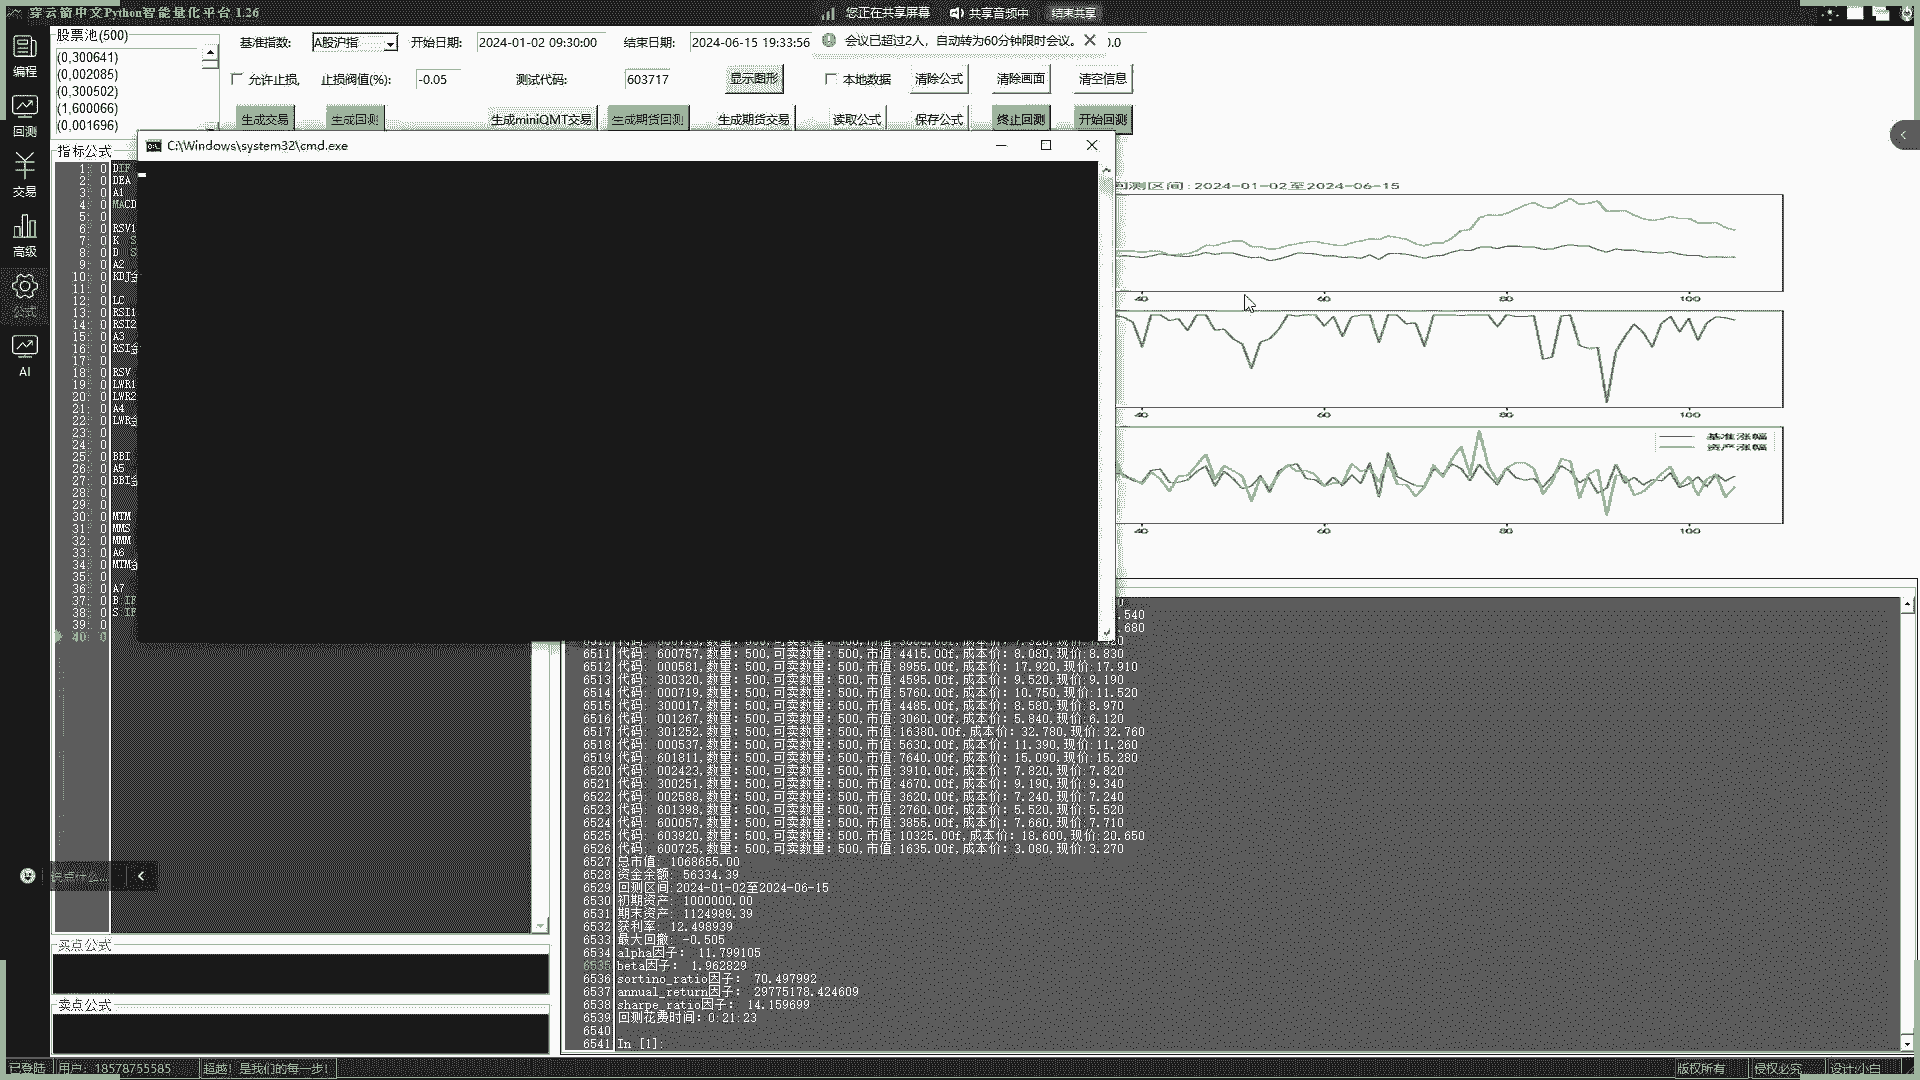 穿云箭中文Python智能量化平台 1.26
您正在共享屏幕
共享音频中
结束共享
股票池(500)
(0,300641)
(0,002085)
(0,300502)
(1,600066)
(0,001696)
基准指数:
A股沪指
开始日期:
2024-01-02 09:30:00
结束日期:
2024-06-15 19:33:56
会议已超过2人，自动转为60分钟限时会议。
允许止损,
止损阀值(%):
-0.05
测试代码:
603717
显示图形
本地数据
清除公式
清除画面
清空信息
生成交易
生成回测
生成miniQMT交易
生成期货回测
生成期货交易
读取公式
保存公式
终止回测
开始回测
编程
回测
交易
高级
公式
AI
指标公式
C:\Windows\system32\cmd.exe
1: 0 DIF
2: 0 DEA
3: 0 A1
4: 0 MACD
5: 0
6: 0 RSV1
7: 0 K S
8: 0 D S
9: 0 A2
10: 0 KDJ金
11: 0
12: 0 LC
13: 0 RSI1
14: 0 RSI2
15: 0 A3
16: 0 RSI金
17: 0
18: 0 RSV
19: 0 LWR1
20: 0 LWR2
21: 0 A4
22: 0 LWR金
23: 0
24: 0
25: 0 BBI
26: 0 A5
27: 0 BBI金
28: 0
29: 0
30: 0 MTM
31: 0 MMS
32: 0 MMM
33: 0 A6
34: 0 MTM金
35: 0
36: 0 A7
37: 0 B:IF
38: 0 S:IF
39: 0
40: 0
回测区间:2024-01-02至2024-06-15
40 60 80 100
40 60 80 100
基准涨幅
资产涨幅
40 60 80 100
.540
.680
6511 代码: 600757,数量: 500,可卖数量: 500,市值:4415.00f,成本价: 8.080,现价:8.830
6512 代码: 000581,数量: 500,可卖数量: 500,市值:8955.00f,成本价: 17.920,现价:17.910
6513 代码: 300320,数量: 500,可卖数量: 500,市值:4595.00f,成本价: 9.520,现价:9.190
6514 代码: 000719,数量: 500,可卖数量: 500,市值:5760.00f,成本价: 10.750,现价:11.520
6515 代码: 300017,数量: 500,可卖数量: 500,市值:4485.00f,成本价: 8.580,现价:8.970
6516 代码: 001267,数量: 500,可卖数量: 500,市值:3060.00f,成本价: 5.840,现价:6.120
6517 代码: 301252,数量: 500,可卖数量: 500,市值:16380.00f,成本价: 32.780,现价:32.760
6518 代码: 000537,数量: 500,可卖数量: 500,市值:5630.00f,成本价: 11.390,现价:11.260
6519 代码: 601811,数量: 500,可卖数量: 500,市值:7640.00f,成本价: 15.090,现价:15.280
6520 代码: 002423,数量: 500,可卖数量: 500,市值:3910.00f,成本价: 7.820,现价:7.820
6521 代码: 300251,数量: 500,可卖数量: 500,市值:4670.00f,成本价: 9.190,现价:9.340
6522 代码: 002588,数量: 500,可卖数量: 500,市值:3620.00f,成本价: 7.240,现价:7.240
6523 代码: 601398,数量: 500,可卖数量: 500,市值:2760.00f,成本价: 5.520,现价:5.520
6524 代码: 600057,数量: 500,可卖数量: 500,市值:3855.00f,成本价: 7.660,现价:7.710
6525 代码: 603920,数量: 500,可卖数量: 500,市值:10325.00f,成本价: 18.600,现价:20.650
6526 代码: 600725,数量: 500,可卖数量: 500,市值:1635.00f,成本价: 3.080,现价:3.270
6527 总市值: 1068655.00
6528 资金余额: 56334.39
6529 回测区间:2024-01-02至2024-06-15
6530 初期资产: 1000000.00
6531 期末资产: 1124989.39
6532 获利率: 12.498939
6533 最大回撤: -0.505
6534 alpha因子: 11.799105
6535 beta因子: 1.962829
6536 sortino_ratio因子: 70.497992
6537 annual_return因子: 29775178.424609
6538 sharpe_ratio因子: 14.159699
6539 回测花费时间: 0:21:23
6540
6541 In [1]:
说点什么...
买点公式
卖点公式
已登陆
用户: 18578755585
超越! 是我们的每一步!
版权所有
侵权必究
设计:小白